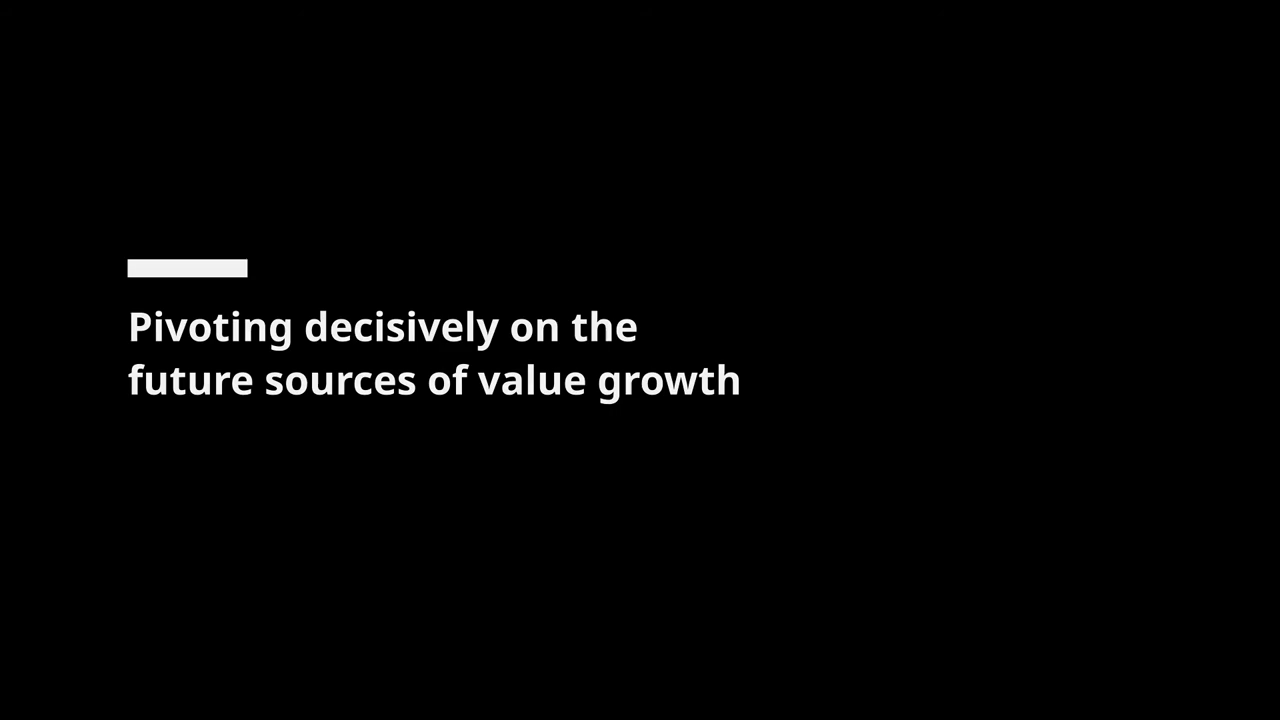 Pivoting decisively on the
future sources of value growth